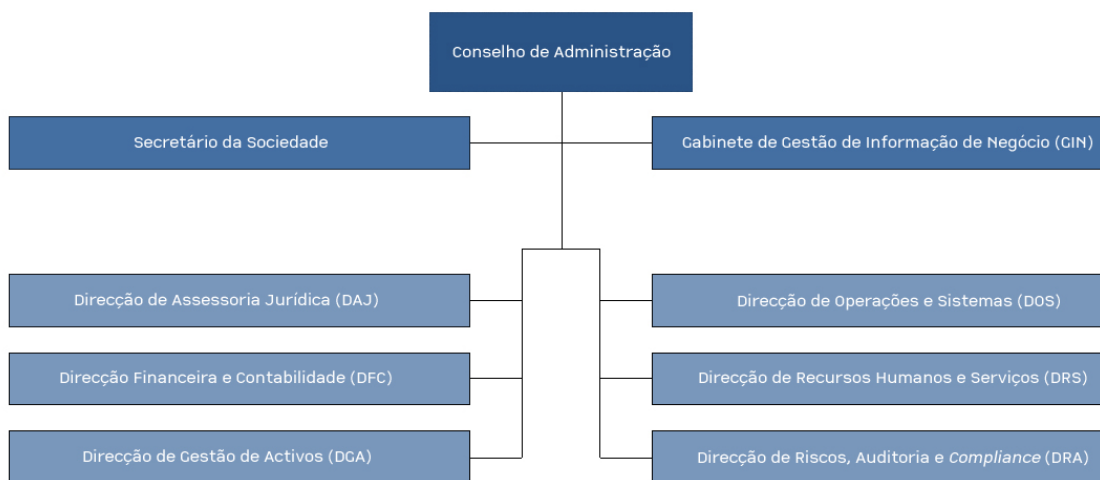 Conselho de Administração
Secretário da Sociedade
Gabinete de Gestão de Informação de Negócio (GIN)
Direcção de Assessoria Jurídica (DAJ)
Direcção de Operações e Sistemas (DOS)
Direcção Financeira e Contabilidade (DFC)
Direcção de Recursos Humanos e Serviços (DRS)
Direcção de Gestão de Activos (DGA)
Direcção de Riscos, Auditoria e Compliance (DRA)